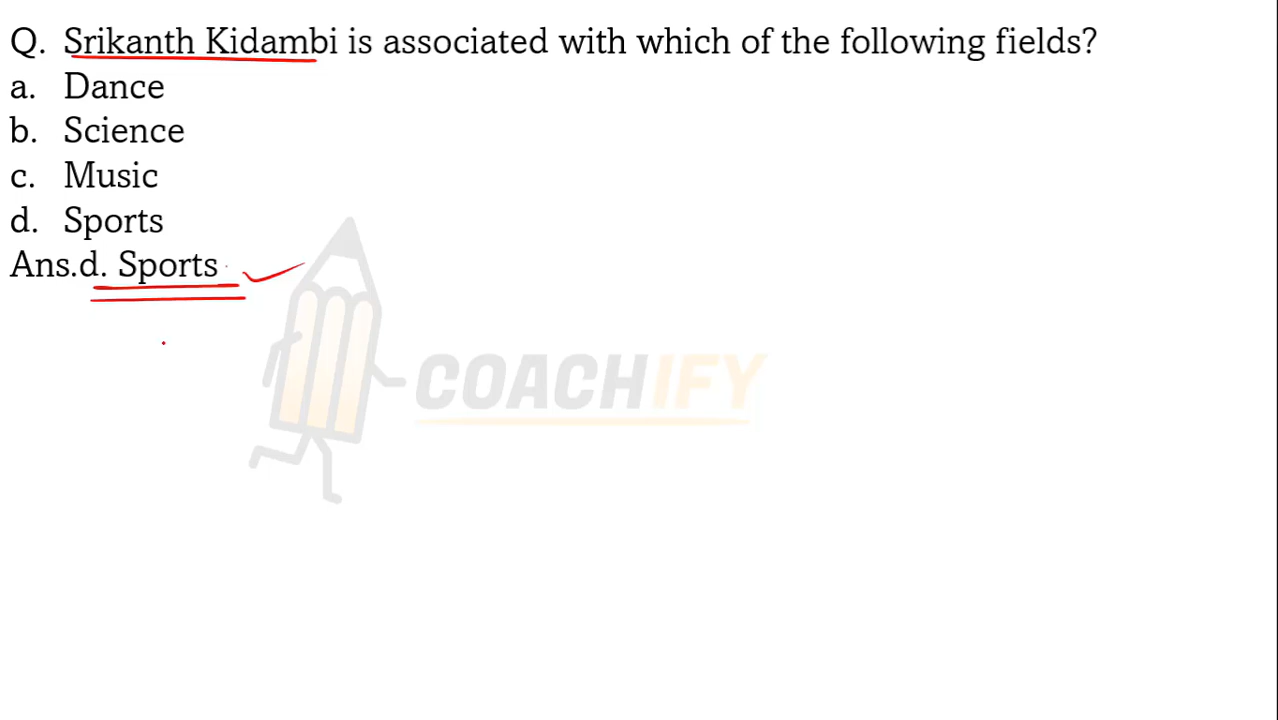 Q. Srikanth Kidambi is associated with which of the following fields?
a. Dance
b. Science
c. Music
d. Sports
Ans.d. Sports
COACHIFY